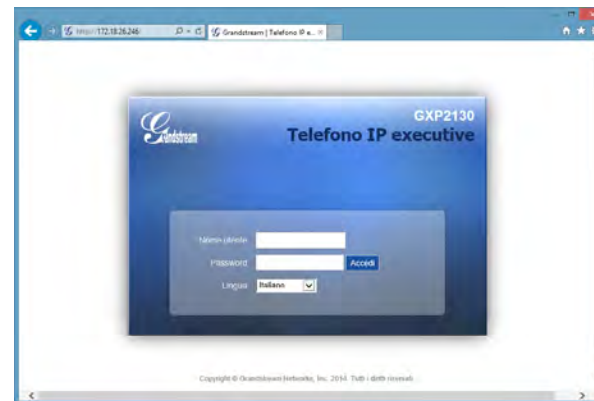 http://172.18.26.246/
Grandstream | Telefono IP e...
Grandstream
GXP2130
Telefono IP executive
Nome utente
Password
Accedi
Lingua
Italiano
Copyright © Grandstream Networks, Inc. 2014. Tutti i diritti riservati.